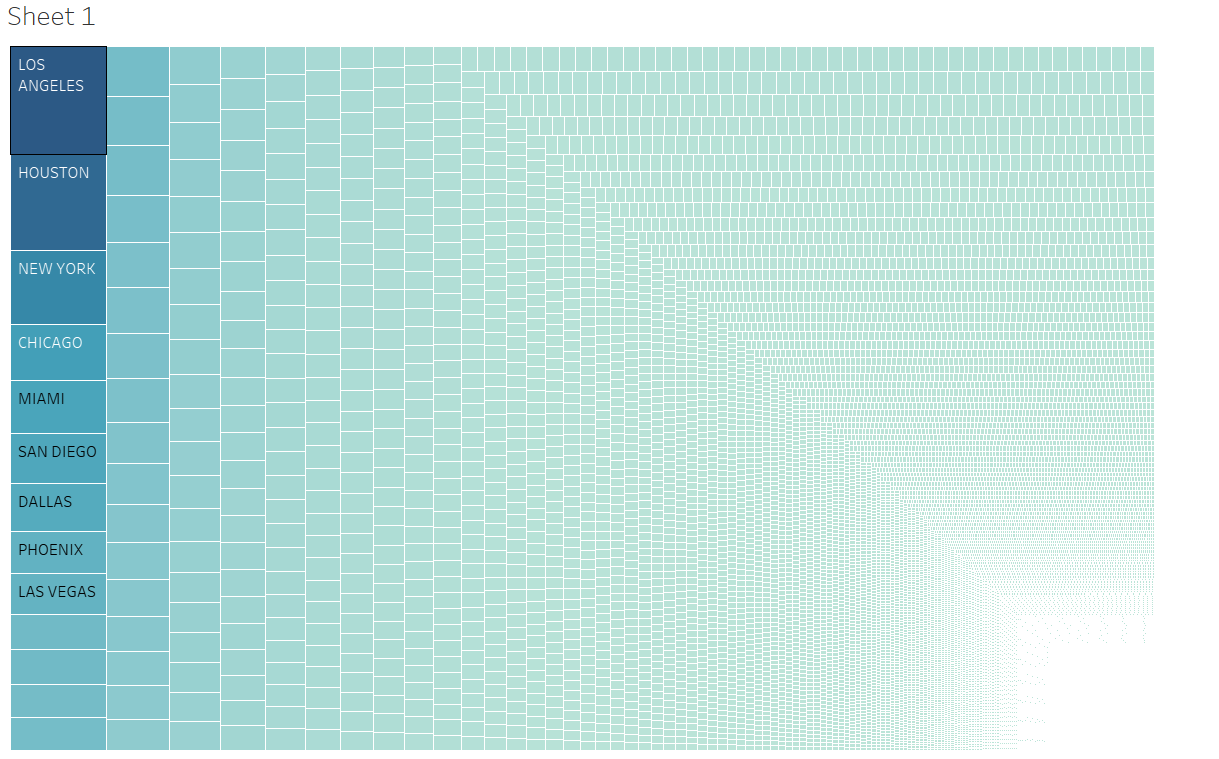 Sheet 1
LOS
ANGELES
HOUSTON
NEW YORK
CHICAGO
MIAMI
SAN DIEGO
DALLAS
PHOENIX
LAS VEGAS